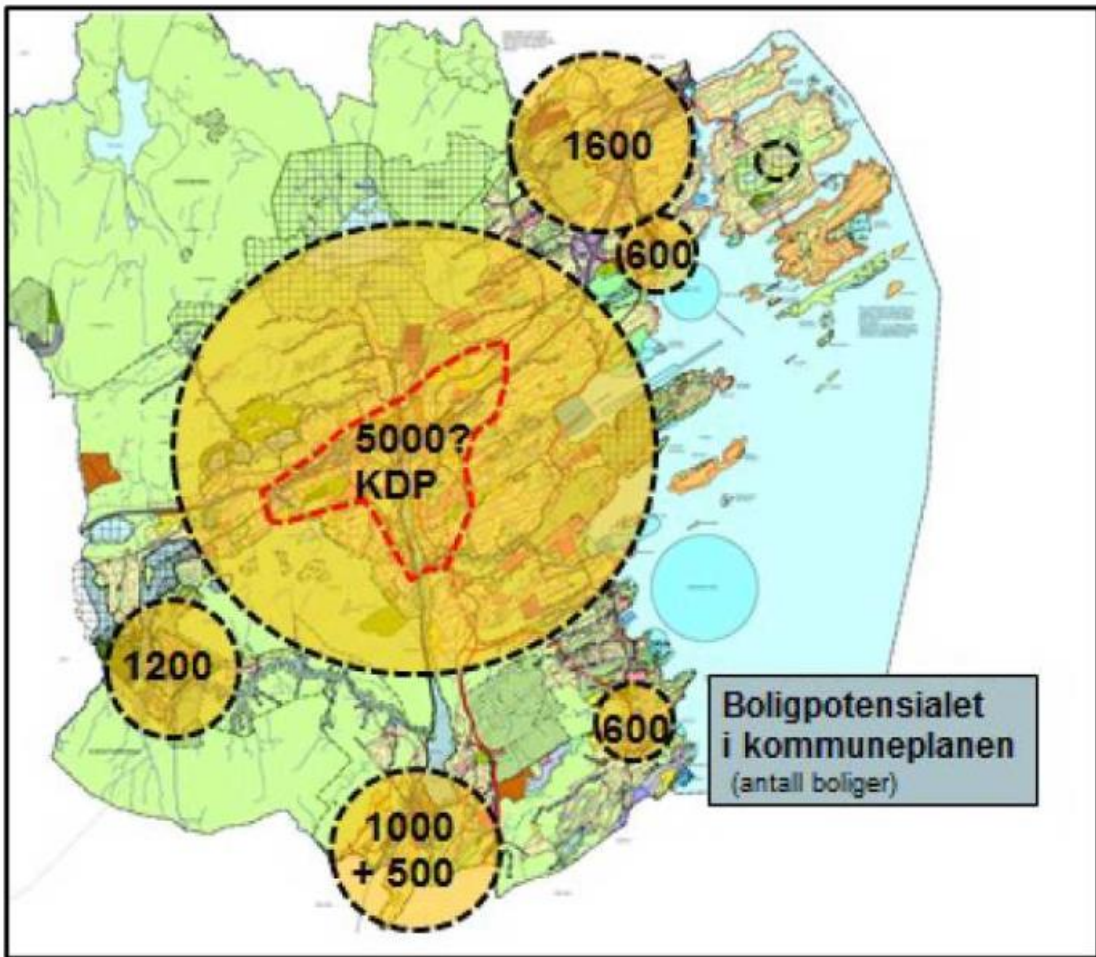 1600
(600)
5000?
KDP
1200
(600)
Boligpotensialet
i kommuneplanen
(antall boliger)
1000
+ 500